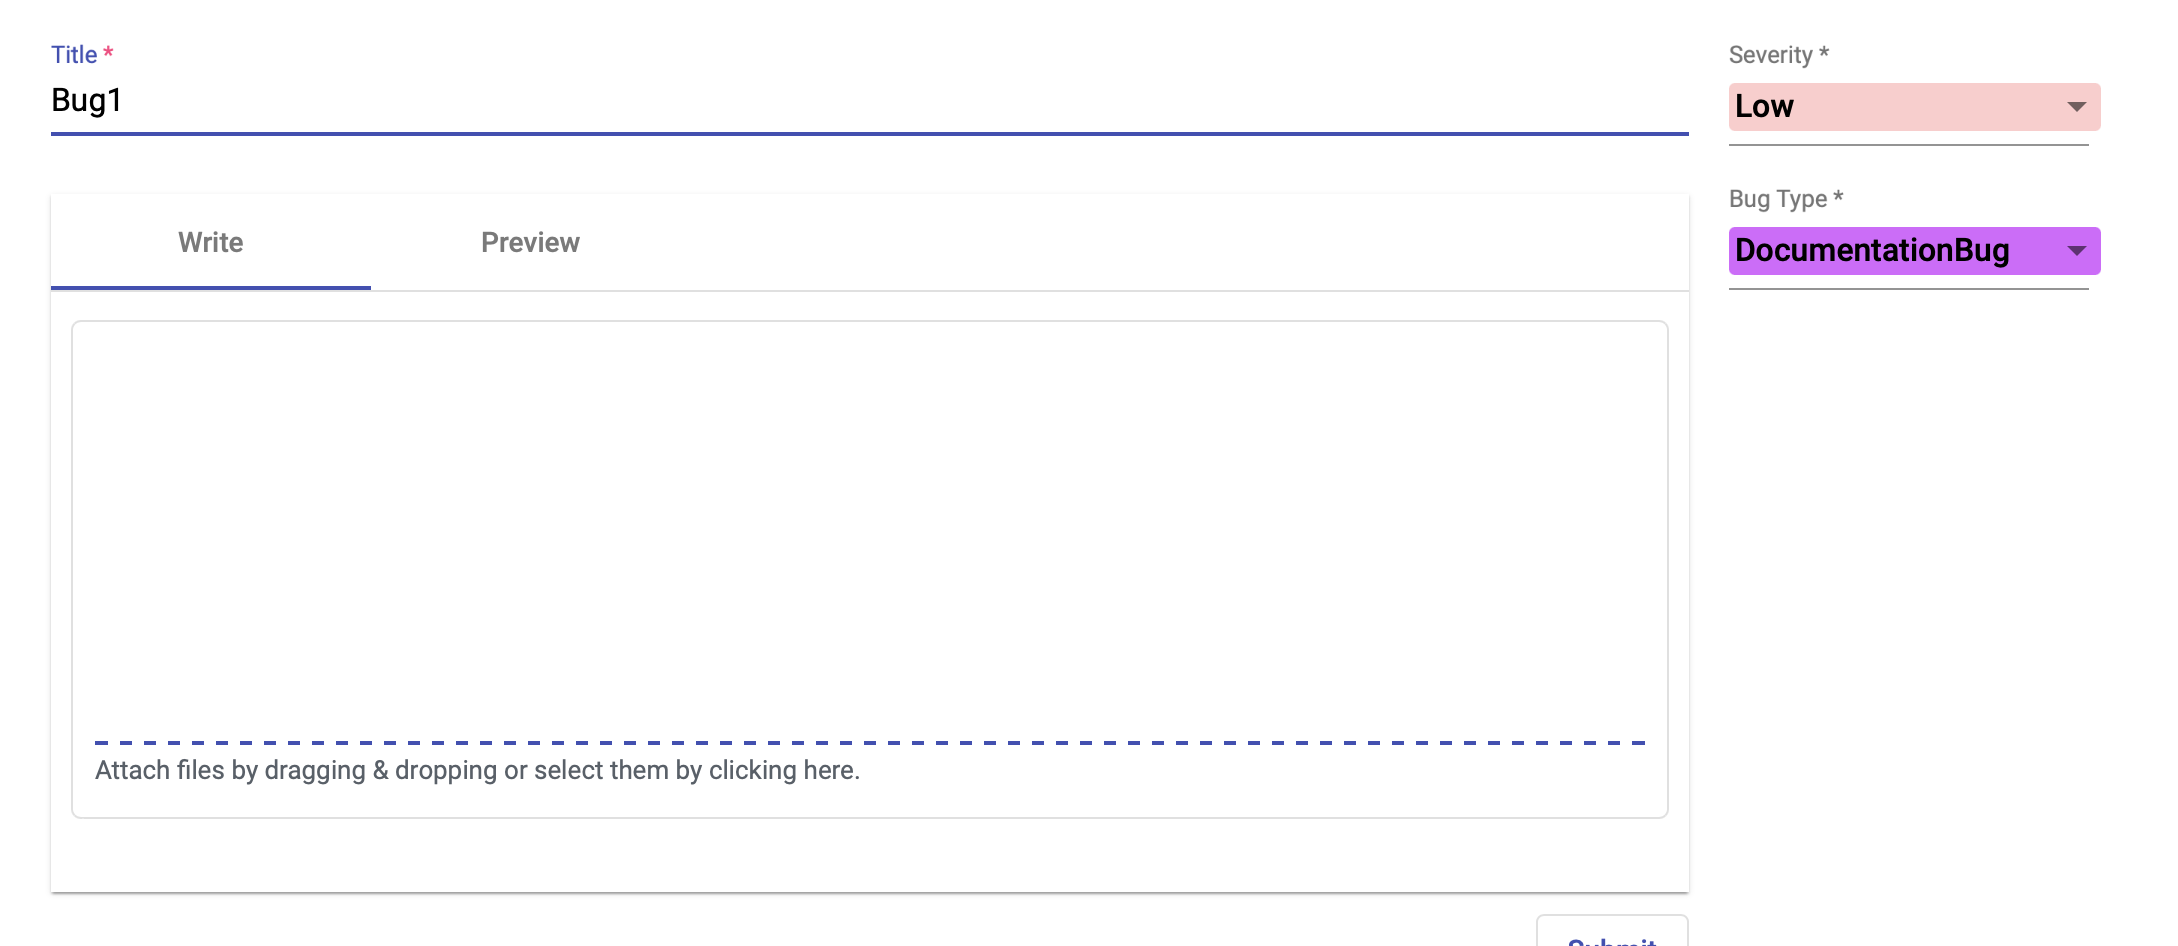 Title *
Bug1
Severity *
Low
Bug Type *
DocumentationBug
Write
Preview
Attach files by dragging & dropping or select them by clicking here.
Submit